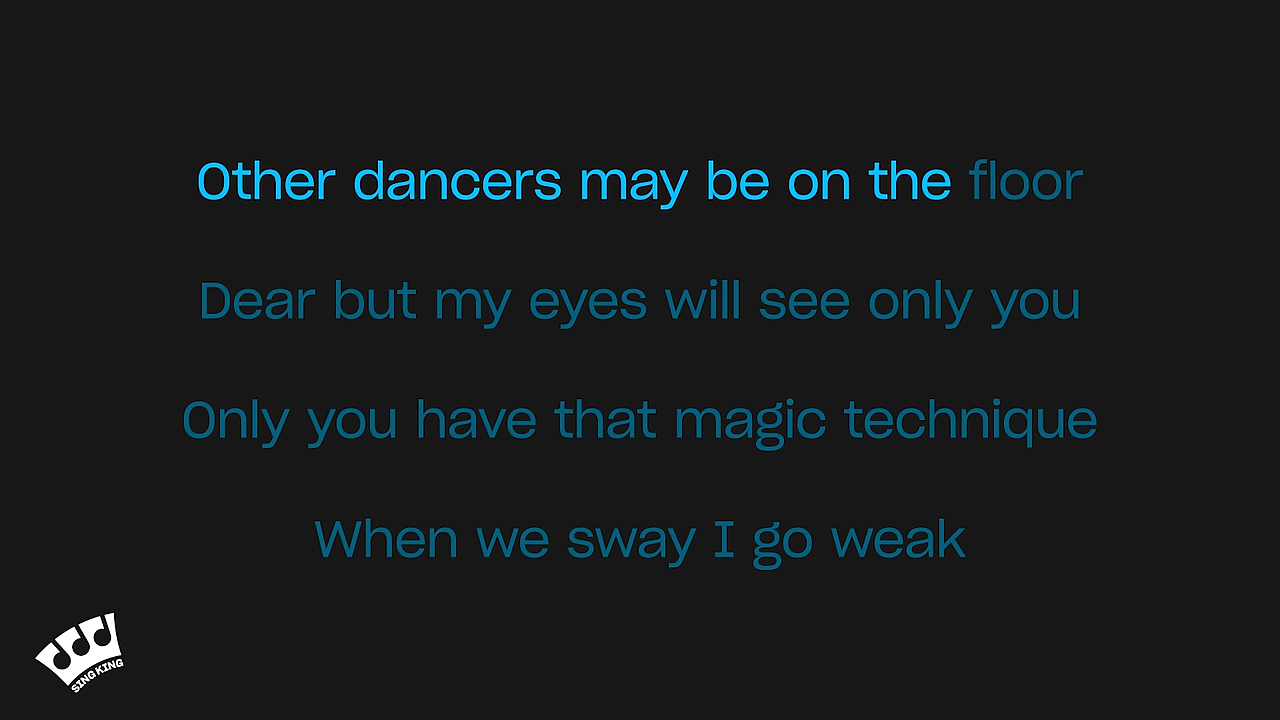 Other dancers may be on the floor
Dear but my eyes will see only you
Only you have that magic technique
When we sway I go weak
SING KING